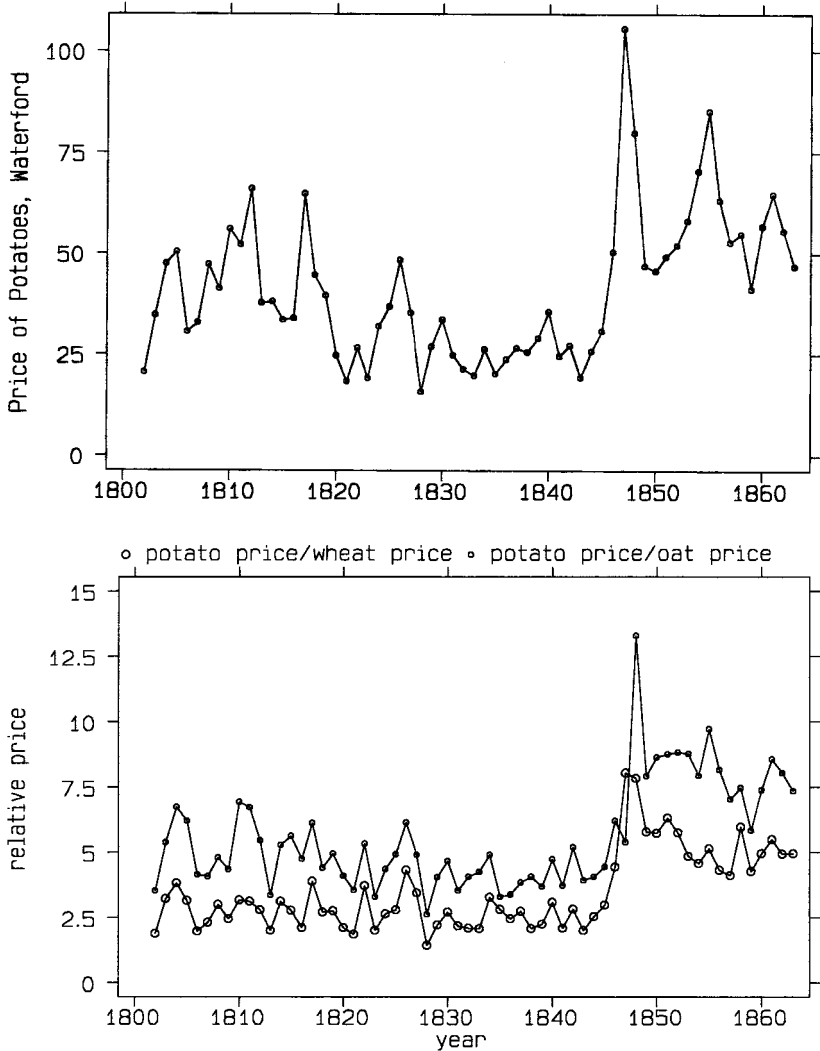 Price of Potatoes, Waterford
100
75
50
25
0
1800 1810 1820 1830 1840 1850 1860
potato price/wheat price potato price/oat price
relative price
15
12.5
10
7.5
5
2.5
0
1800 1810 1820 1830 1840 1850 1860
year